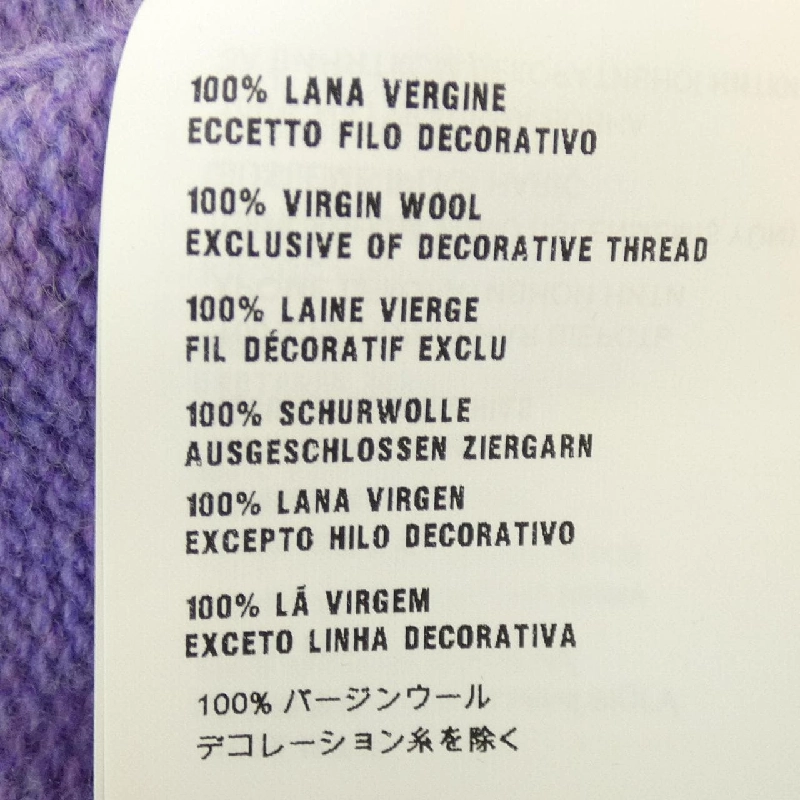 100% LANA VERGINE
ECCETTO FILO DECORATIVO
100% VIRGIN WOOL
EXCLUSIVE OF DECORATIVE THREAD
100% LAINE VIERGE
FIL DÉCORATIF EXCLU
100% SCHURWOLLE
AUSGESCHLOSSEN ZIERGARN
100% LANA VIRGEN
EXCEPTO HILO DECORATIVO
100% LÃ VIRGEM
EXCETO LINHA DECORATIVA
100% バージンウール
デコレーション糸を除く